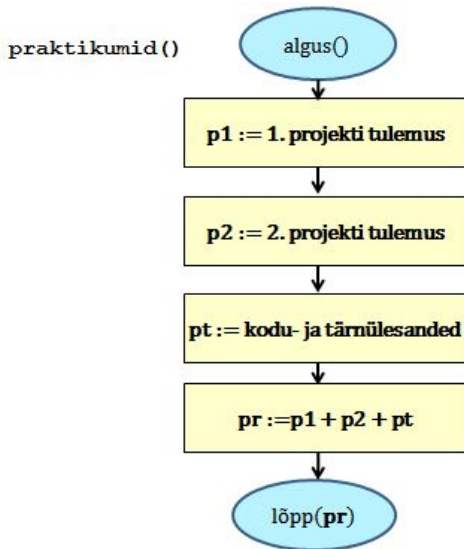 praktikumid()
algus()
p1 := 1. projekti tulemus
p2 := 2. projekti tulemus
pt := kodu- ja tärnülesanded
pr :=p1 + p2 + pt
lõpp(pr)